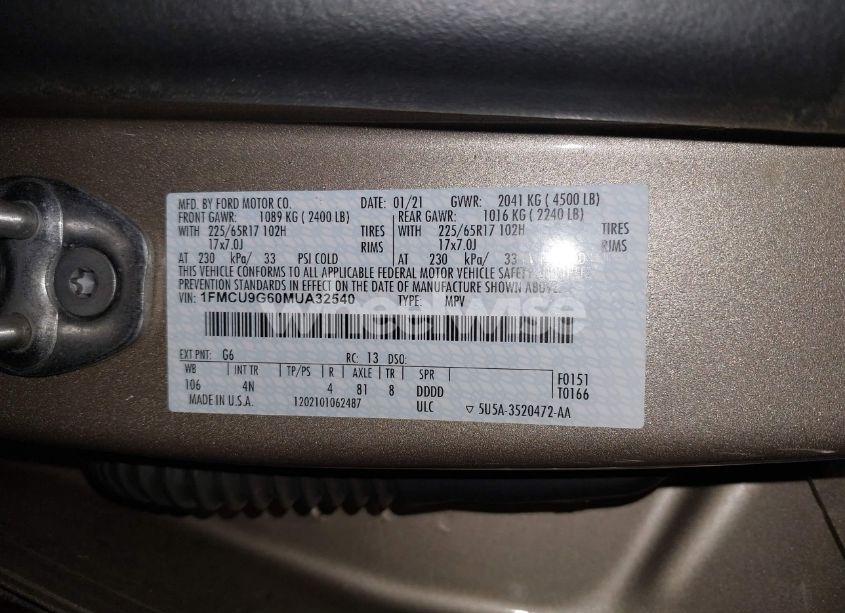 MFD. BY FORD MOTOR CO. DATE: 01/21 GVWR: 2041 KG ( 4500 LB)
FRONT GAWR: 1089 KG ( 2400 LB) REAR GAWR: 1016 KG ( 2240 LB)
WITH 225/65R17 102H TIRES WITH 225/65R17 102H TIRES
17x7.0J RIMS 17x7.0J RIMS
AT 230 kPa/ 33 PSI COLD AT 230 kPa/ 33
THIS VEHICLE CONFORMS TO ALL APPLICABLE FEDERAL MOTOR VEHICLE SAFETY
PREVENTION STANDARDS IN EFFECT ON THE DATE OF MANUFACTURE SHOWN ABOVE.
VIN: 1FMCU9G60MUA32540 TYPE: MPV
wheelwise
EXT PNT: G6 RC: 13 DSO:
WB INT TR TP/PS R AXLE TR SPR F0151
106 4N 4 81 8 DDDD T0166
MADE IN U.S.A. 1202101062487 ULC ▽ 5U5A-3520472-AA